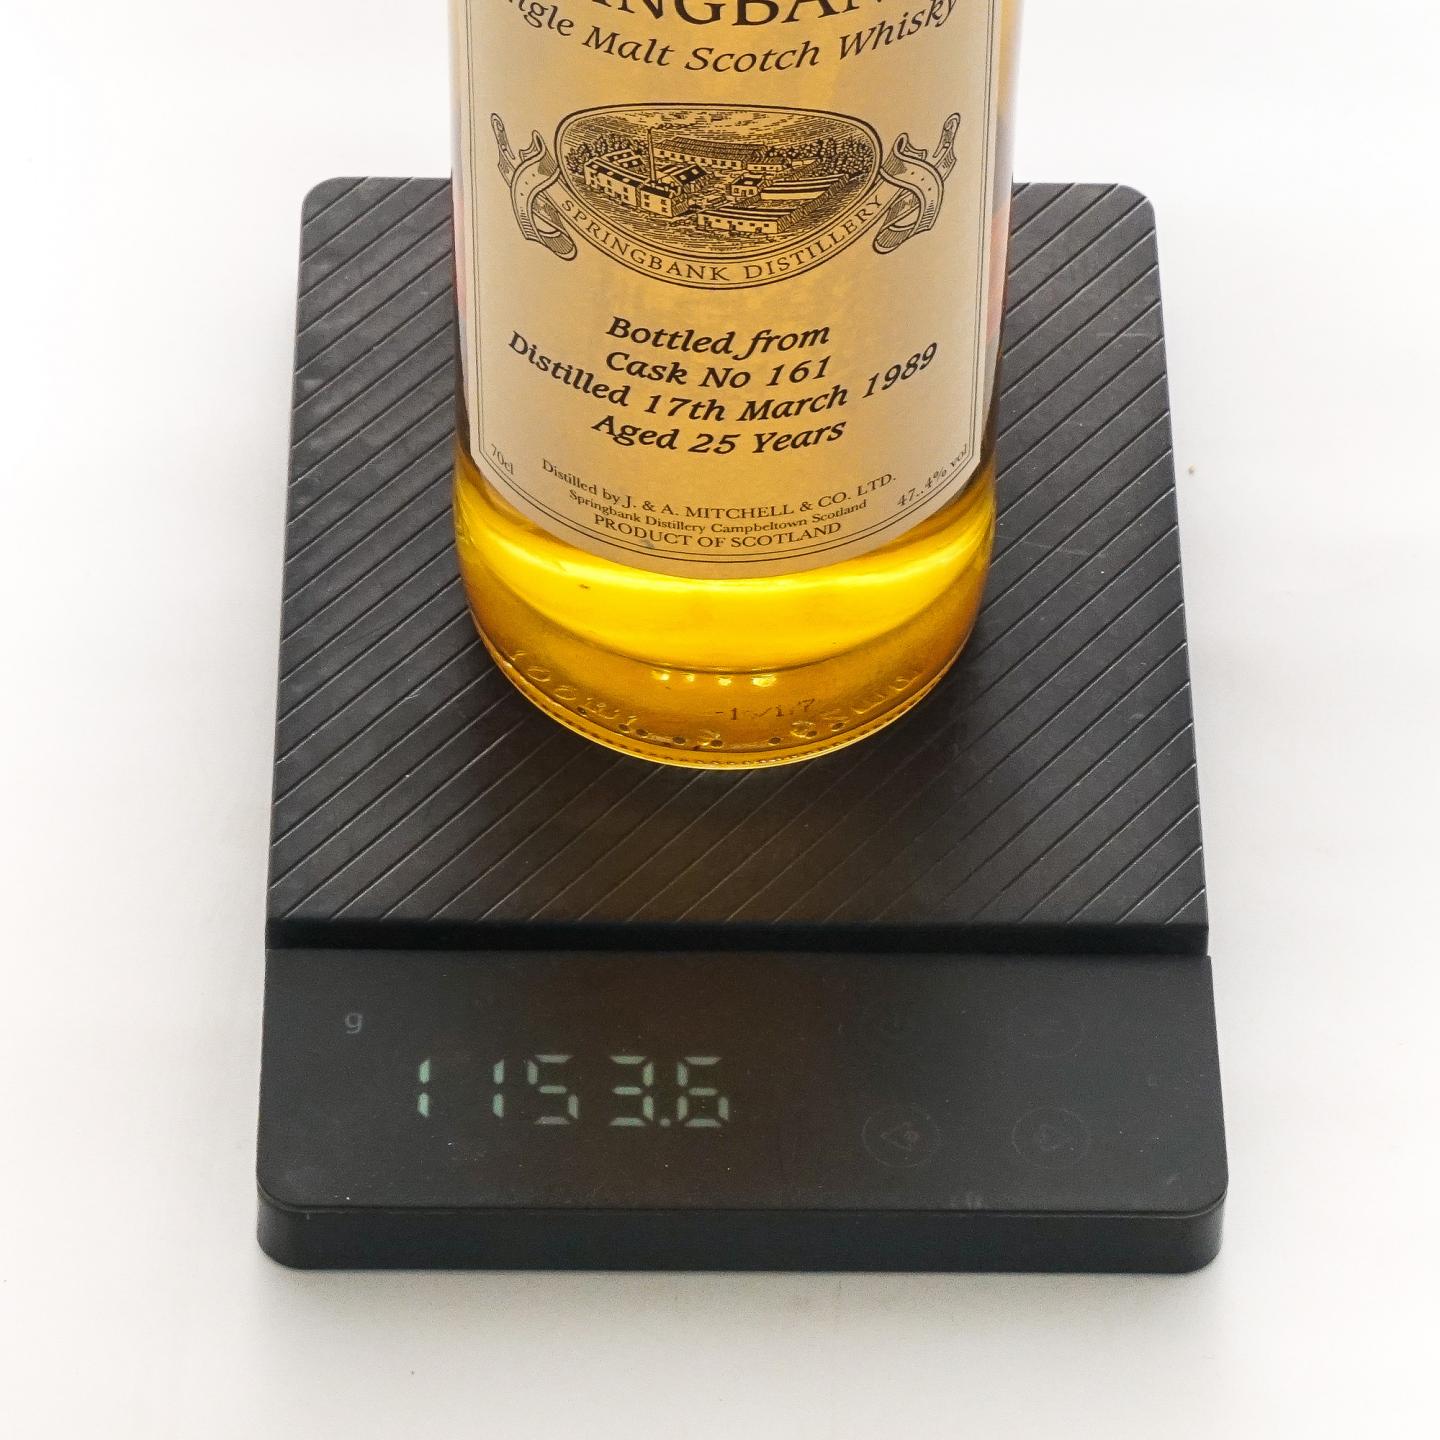 Single Malt Scotch Whisky
SPRINGBANK DISTILLERY
Bottled from
Cask No 161
Distilled 17th March 1989
Aged 25 Years
70cl
47..4% vol
Distilled by J. & A. MITCHELL & CO. LTD.
Springbank Distillery Campbeltown Scotland
PRODUCT OF SCOTLAND
g
1153.6